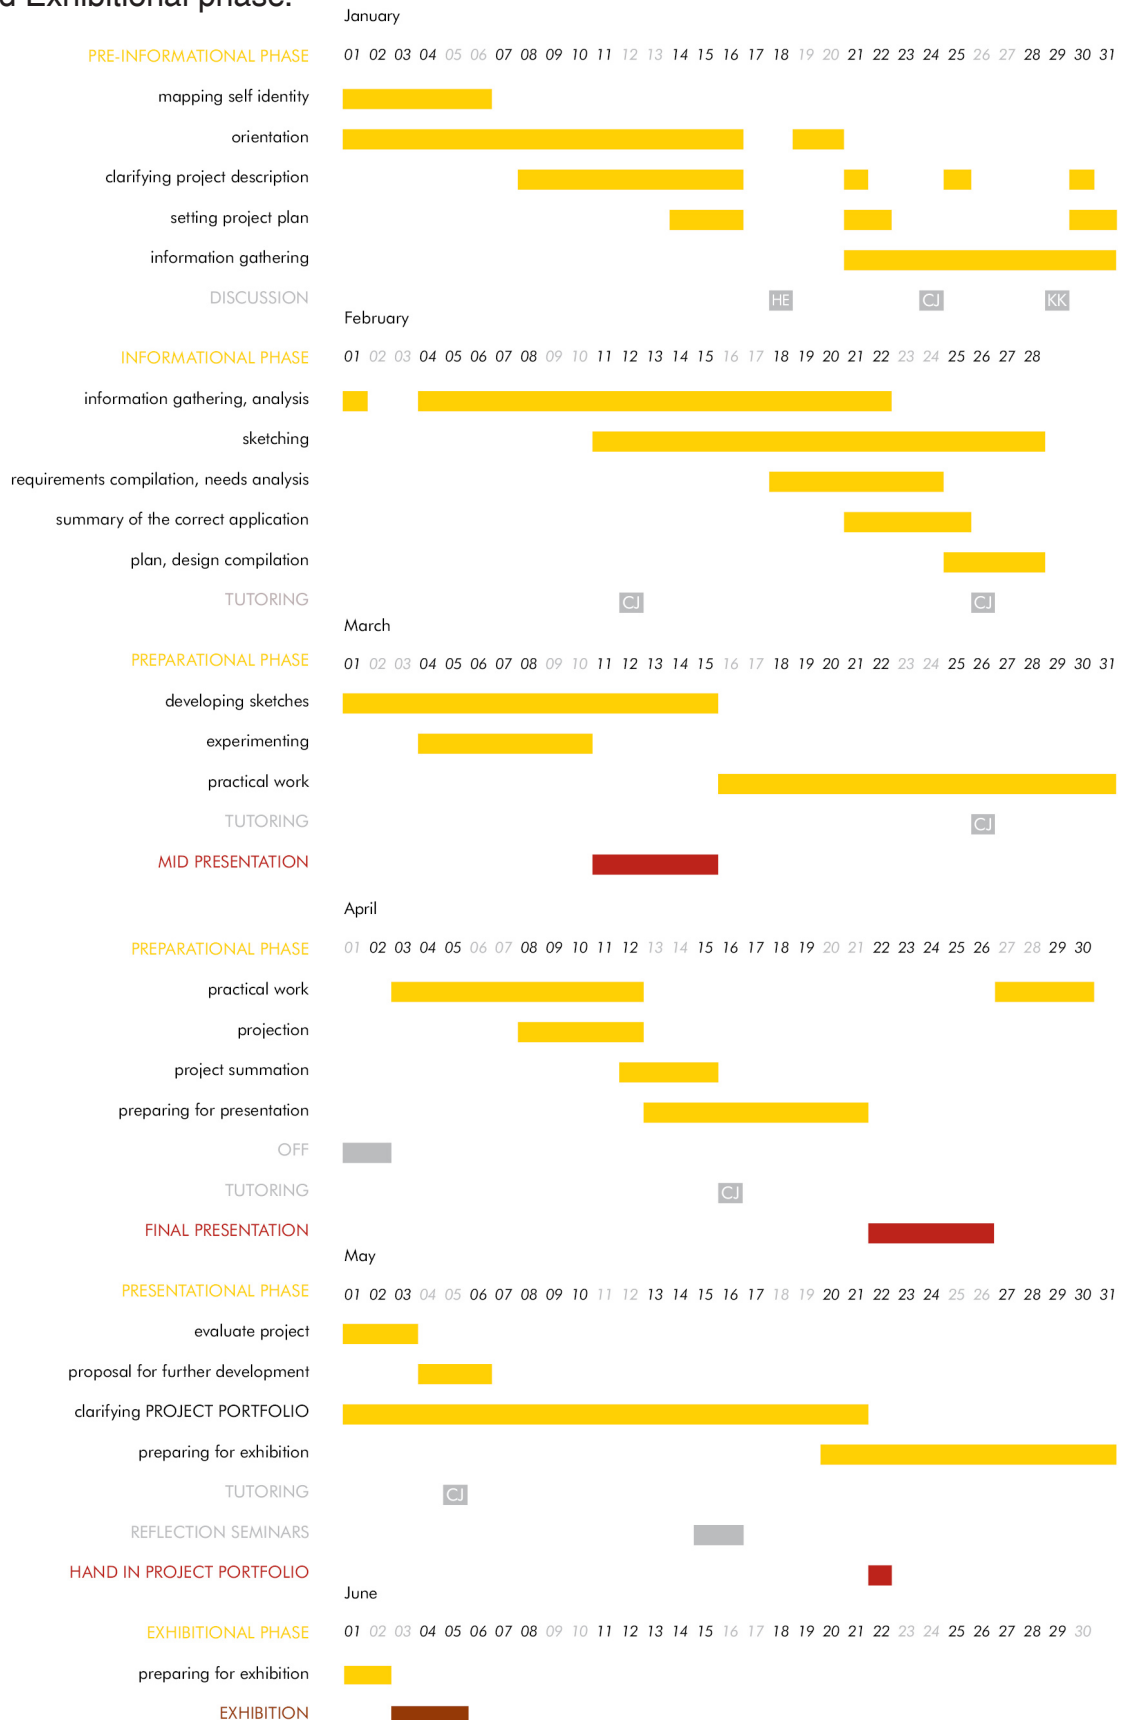 d Exhibitional phase.
January
PRE-INFORMATIONAL PHASE 01 02 03 04 05 06 07 08 09 10 11 12 13 14 15 16 17 18 19 20 21 22 23 24 25 26 27 28 29 30 31
mapping self identity
orientation
clarifying project description
setting project plan
information gathering
DISCUSSION HE CJ KK
February
INFORMATIONAL PHASE 01 02 03 04 05 06 07 08 09 10 11 12 13 14 15 16 17 18 19 20 21 22 23 24 25 26 27 28
information gathering, analysis
sketching
requirements compilation, needs analysis
summary of the correct application
plan, design compilation
TUTORING CJ CJ
March
PREPARATIONAL PHASE 01 02 03 04 05 06 07 08 09 10 11 12 13 14 15 16 17 18 19 20 21 22 23 24 25 26 27 28 29 30 31
developing sketches
experimenting
practical work
TUTORING CJ
MID PRESENTATION
April
PREPARATIONAL PHASE 01 02 03 04 05 06 07 08 09 10 11 12 13 14 15 16 17 18 19 20 21 22 23 24 25 26 27 28 29 30
practical work
projection
project summation
preparing for presentation
OFF
TUTORING CJ
FINAL PRESENTATION
May
PRESENTATIONAL PHASE 01 02 03 04 05 06 07 08 09 10 11 12 13 14 15 16 17 18 19 20 21 22 23 24 25 26 27 28 29 30 31
evaluate project
proposal for further development
clarifying PROJECT PORTFOLIO
preparing for exhibition
TUTORING CJ
REFLECTION SEMINARS
HAND IN PROJECT PORTFOLIO
June
EXHIBITIONAL PHASE 01 02 03 04 05 06 07 08 09 10 11 12 13 14 15 16 17 18 19 20 21 22 23 24 25 26 27 28 29 30
preparing for exhibition
EXHIBITION